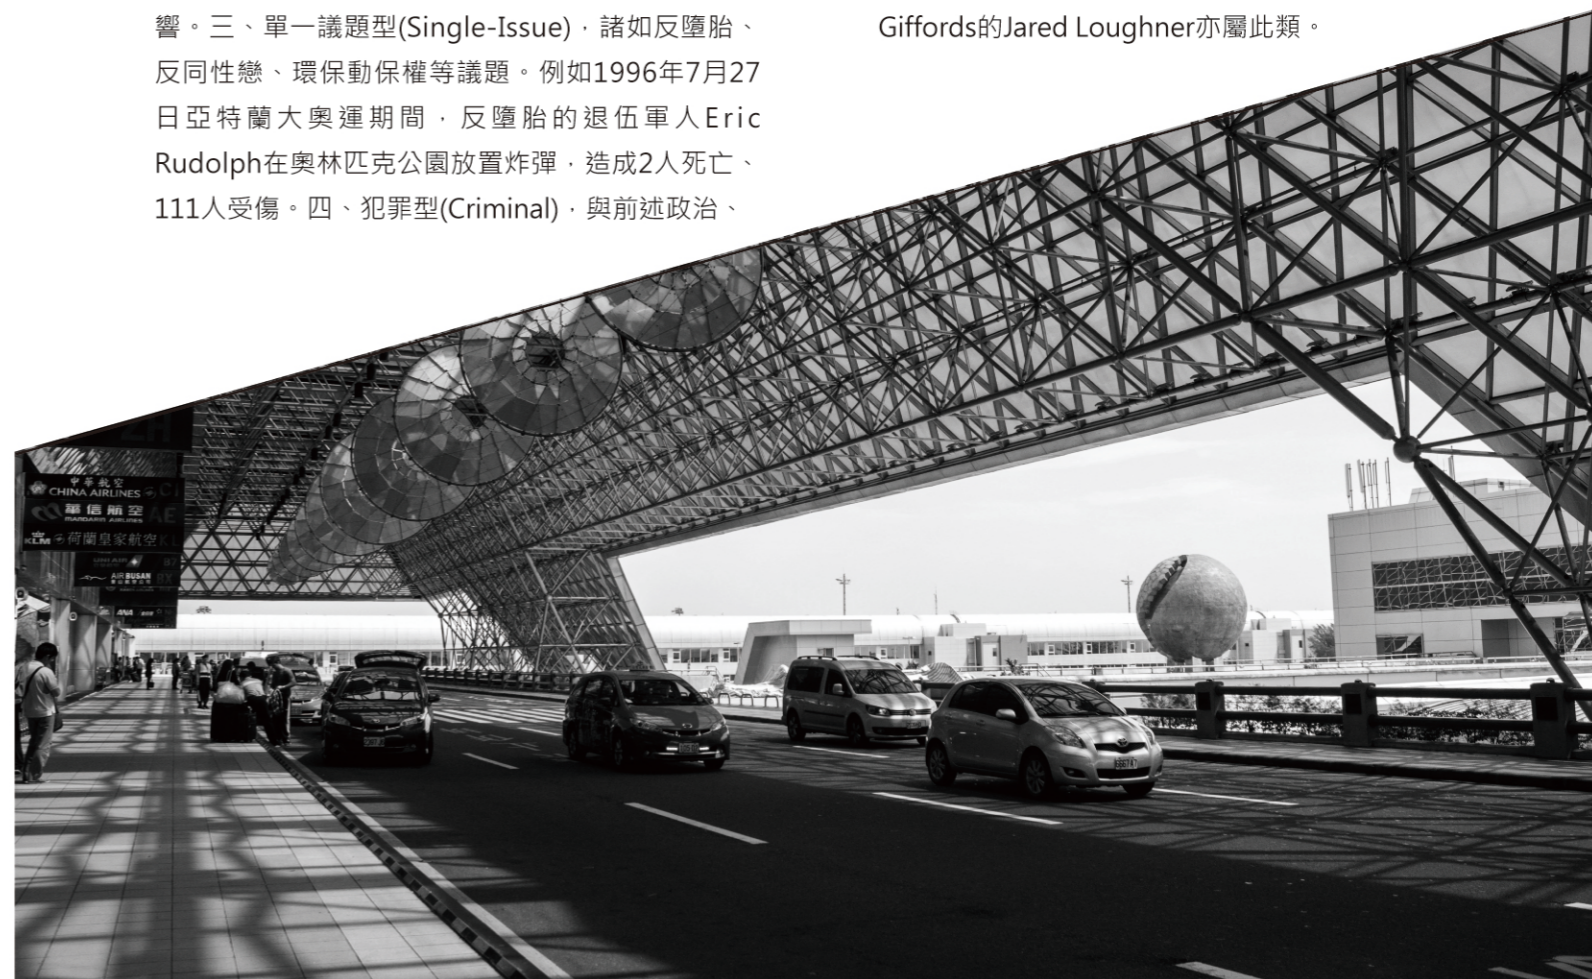 響。三、單一議題型(Single-Issue)，諸如反墮胎、
反同性戀、環保動保權等議題。例如1996年7月27
日亞特蘭大奧運期間，反墮胎的退伍軍人Eric
Rudolph在奧林匹克公園放置炸彈，造成2人死亡、
111人受傷。四、犯罪型(Criminal)，與前述政治、
Giffords的Jared Loughner亦屬此類。
ZH
中華航空
CHINA AIRLINES CI
華信航空 AE
MANDARIN AIRLINES
KLM 荷蘭皇家航空 KL
B7
AIR BUSAN BX
ANA